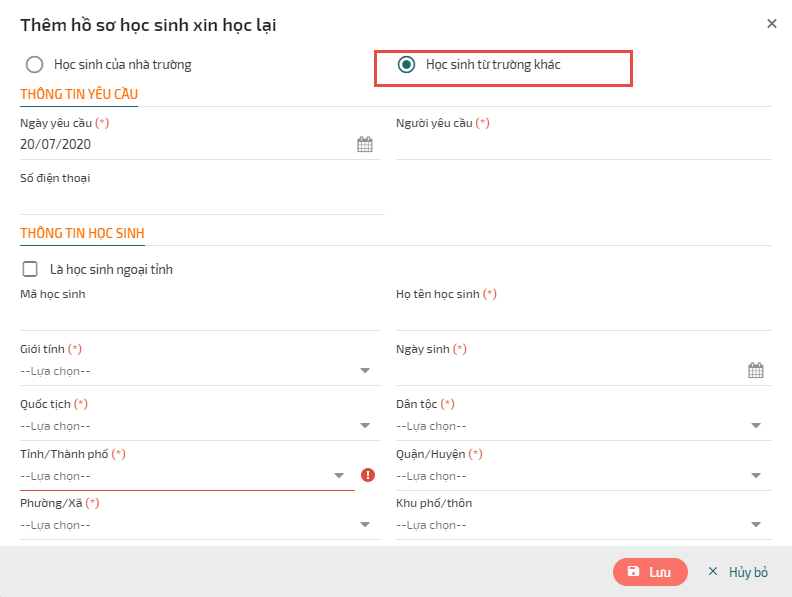 Thêm hồ sơ học sinh xin học lại
Học sinh của nhà trường
Học sinh từ trường khác
THÔNG TIN YÊU CẦU
Ngày yêu cầu (*)
Người yêu cầu (*)
20/07/2020
Số điện thoại
THÔNG TIN HỌC SINH
Là học sinh ngoại tỉnh
Mã học sinh
Họ tên học sinh (*)
Giới tính (*)
Ngày sinh (*)
--Lựa chọn--
Quốc tịch (*)
Dân tộc (*)
--Lựa chọn--
--Lựa chọn--
Tỉnh/Thành phố (*)
Quận/Huyện (*)
--Lựa chọn--
--Lựa chọn--
Phường/Xã (*)
Khu phố/thôn
--Lựa chọn--
--Lựa chọn--
Lưu
Hủy bỏ